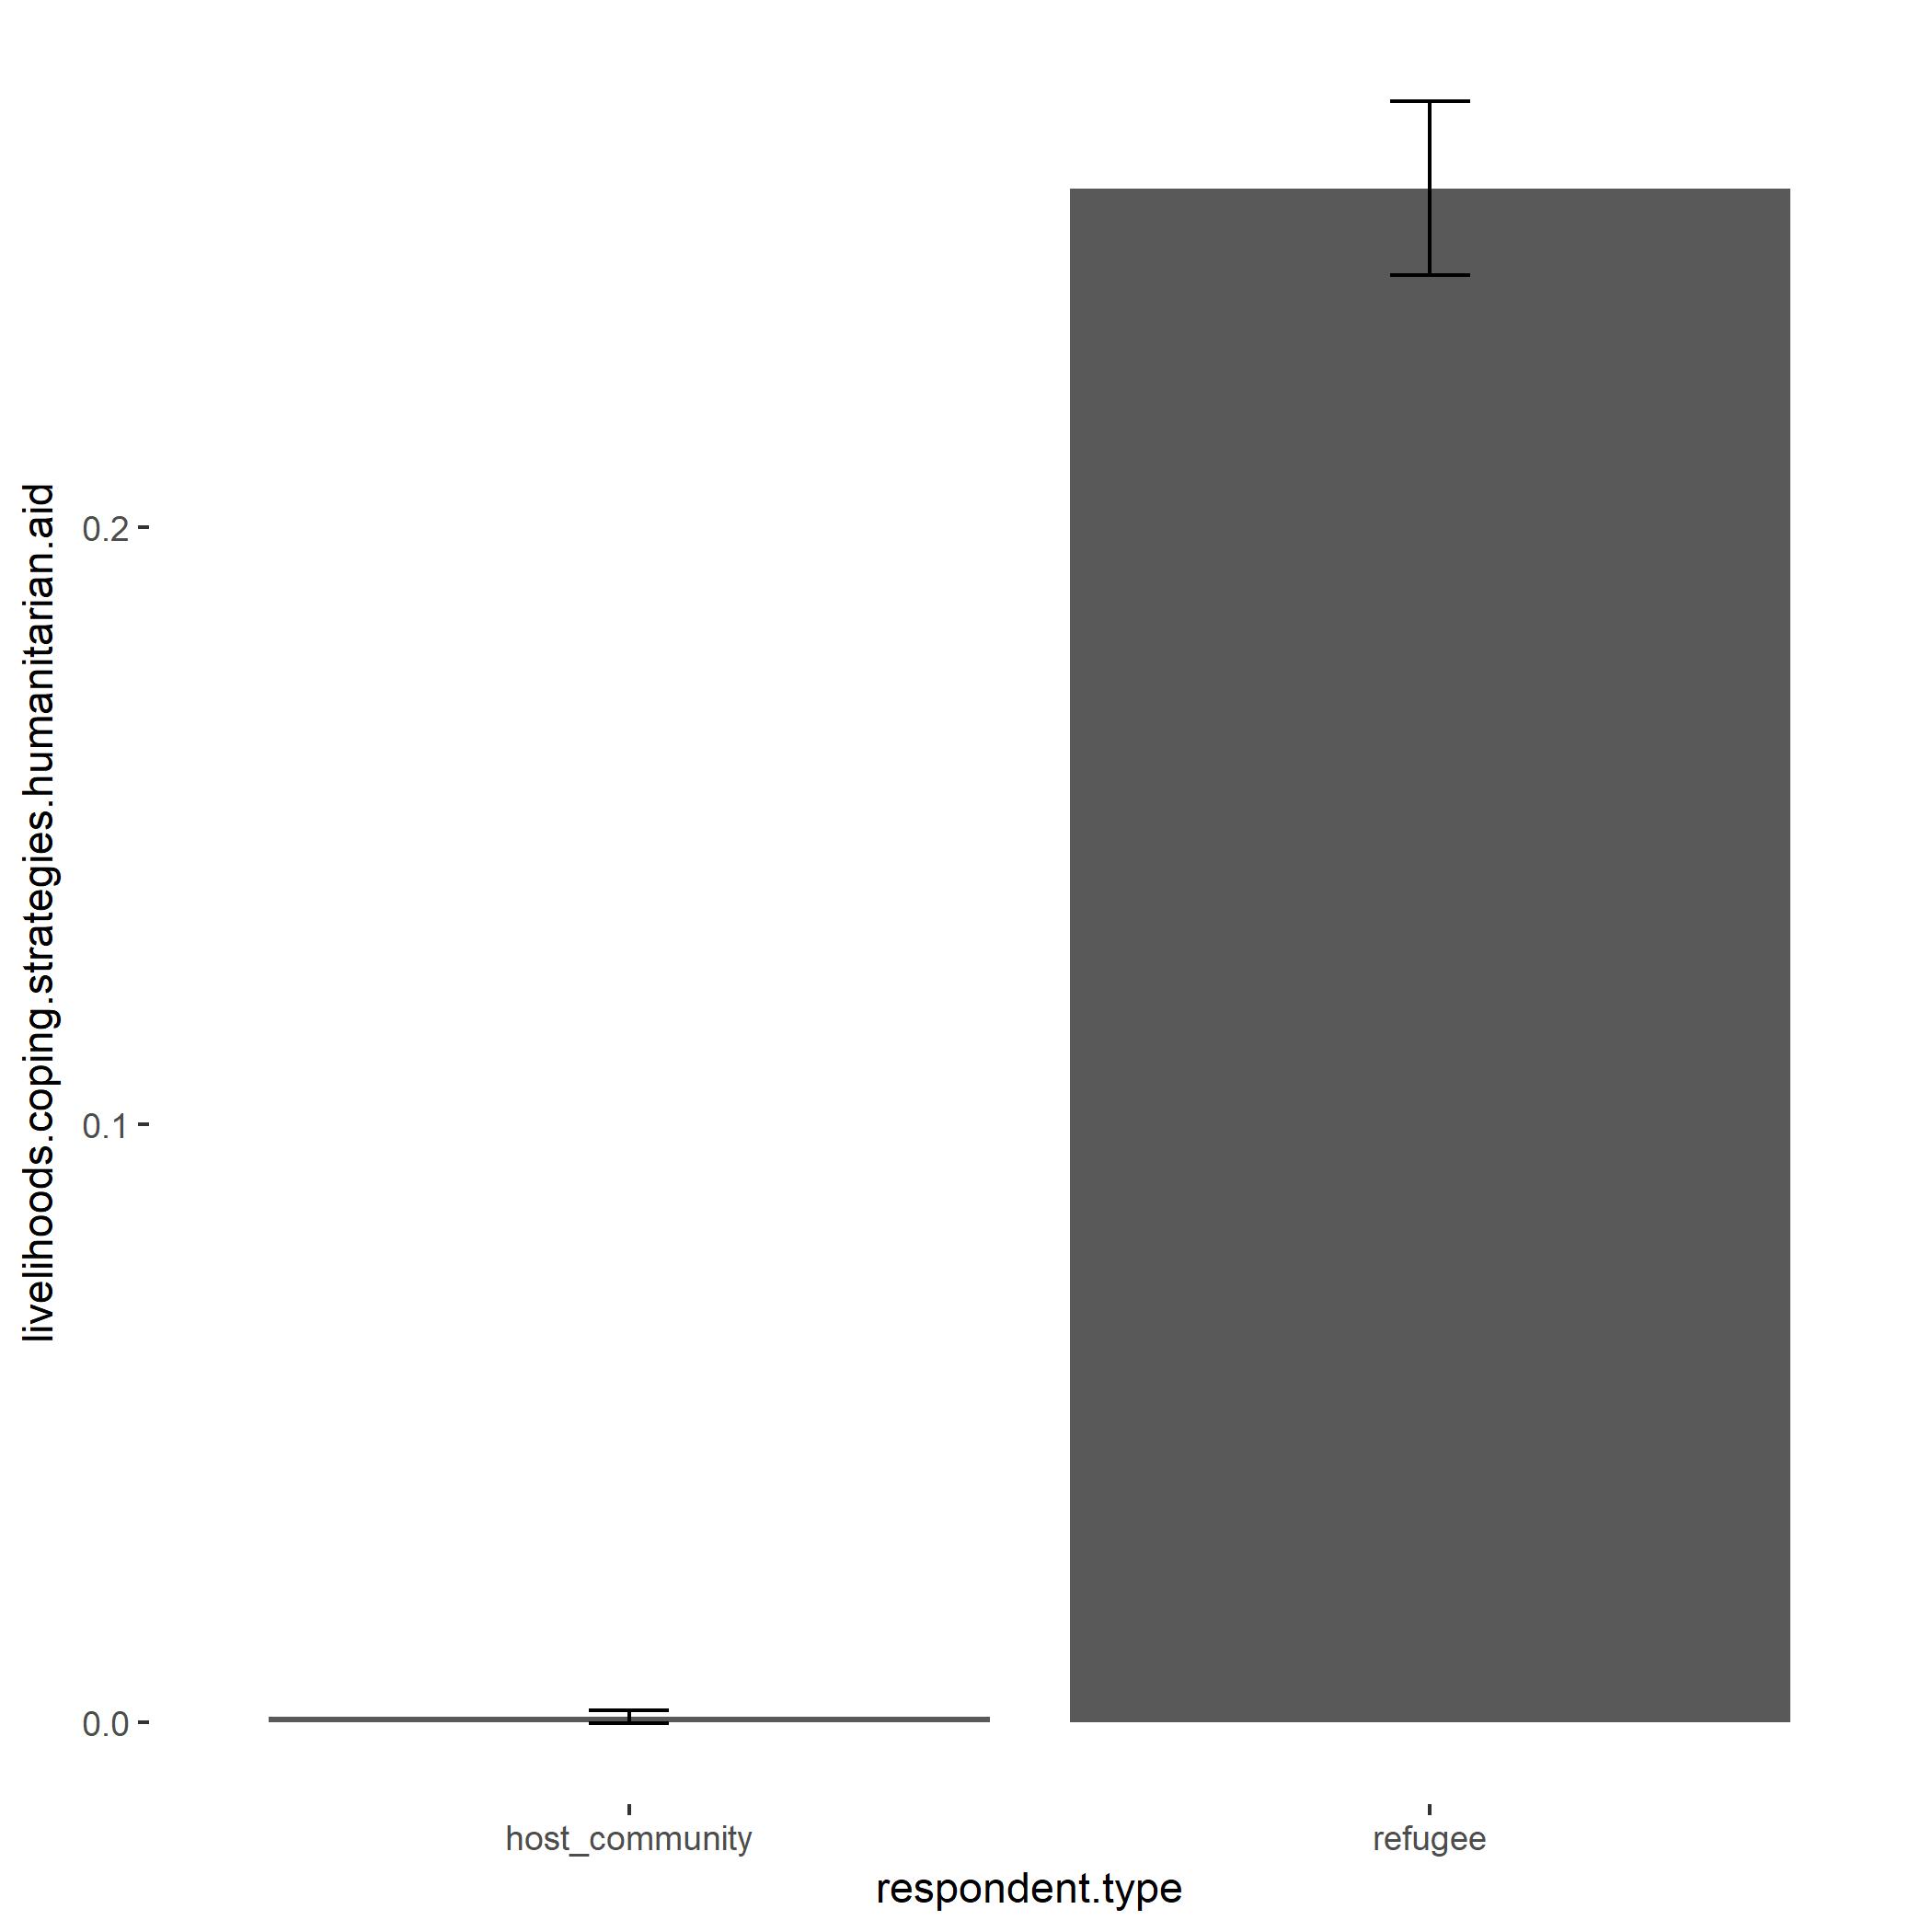 livelihoods.coping.strategies.humanitarian.aid
0.2
0.1
0.0
host_community
refugee
respondent.type